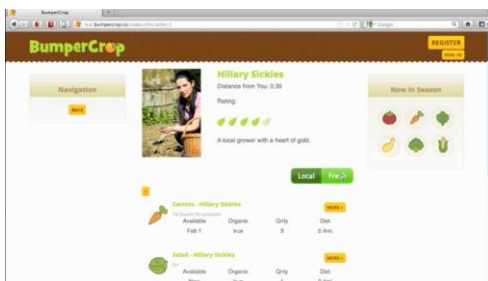 BumperCrop
Google
BumperCrop
REGISTER
SIGN-IN
Navigation
BACK
Hillary Sickles
Distance from You: 0.35
Rating:
A local grower with a heart of gold.
Now In Season
Local
Fresh
Carrots - Hillary Sickles
MORE +
Available Organic Qnty Dist.
Feb 1 true 3 0.4mi.
Salad - Hillary Sickles
MORE +
Available Organic Qnty Dist.